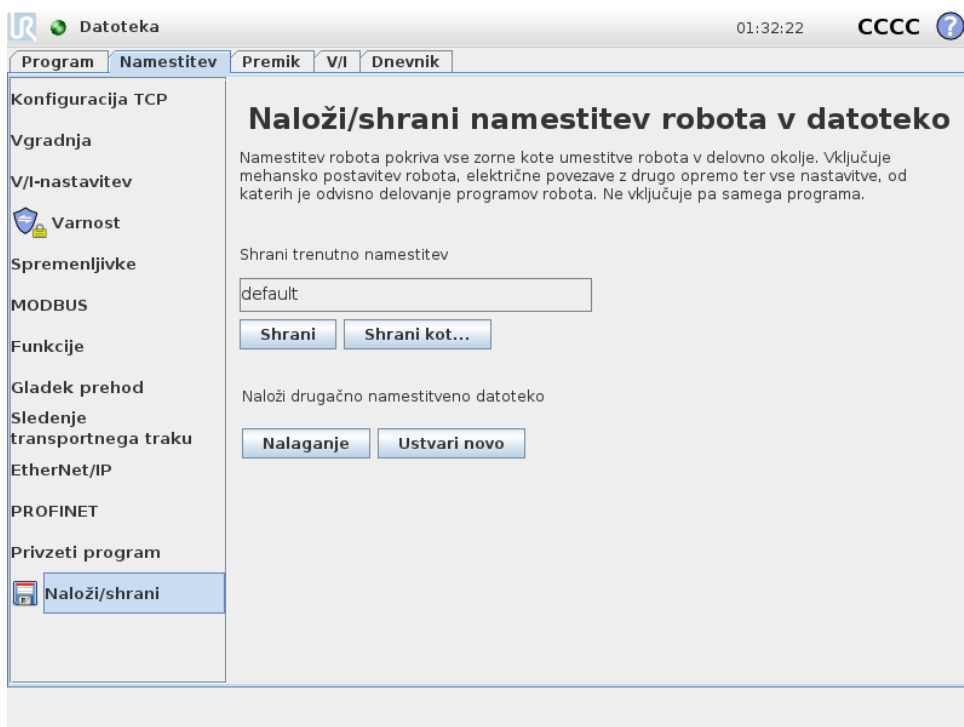 UR Datoteka 01:32:22 CCCC ?
Program Namestitev Premik V/I Dnevnik
Konfiguracija TCP
Vgradnja
V/I-nastavitev
Varnost
Spremenljivke
MODBUS
Funkcije
Gladek prehod
Sledenje
transportnega traku
EtherNet/IP
PROFINET
Privzeti program
Naloži/shrani
Naloži/shrani namestitev robota v datoteko
Namestitev robota pokriva vse zorne kote umestitve robota v delovno okolje. Vključuje
mehansko postavitev robota, električne povezave z drugo opremo ter vse nastavitve, od
katerih je odvisno delovanje programov robota. Ne vključuje pa samega programa.
Shrani trenutno namestitev
default
Shrani Shrani kot...
Naloži drugačno namestitveno datoteko
Nalaganje Ustvari novo